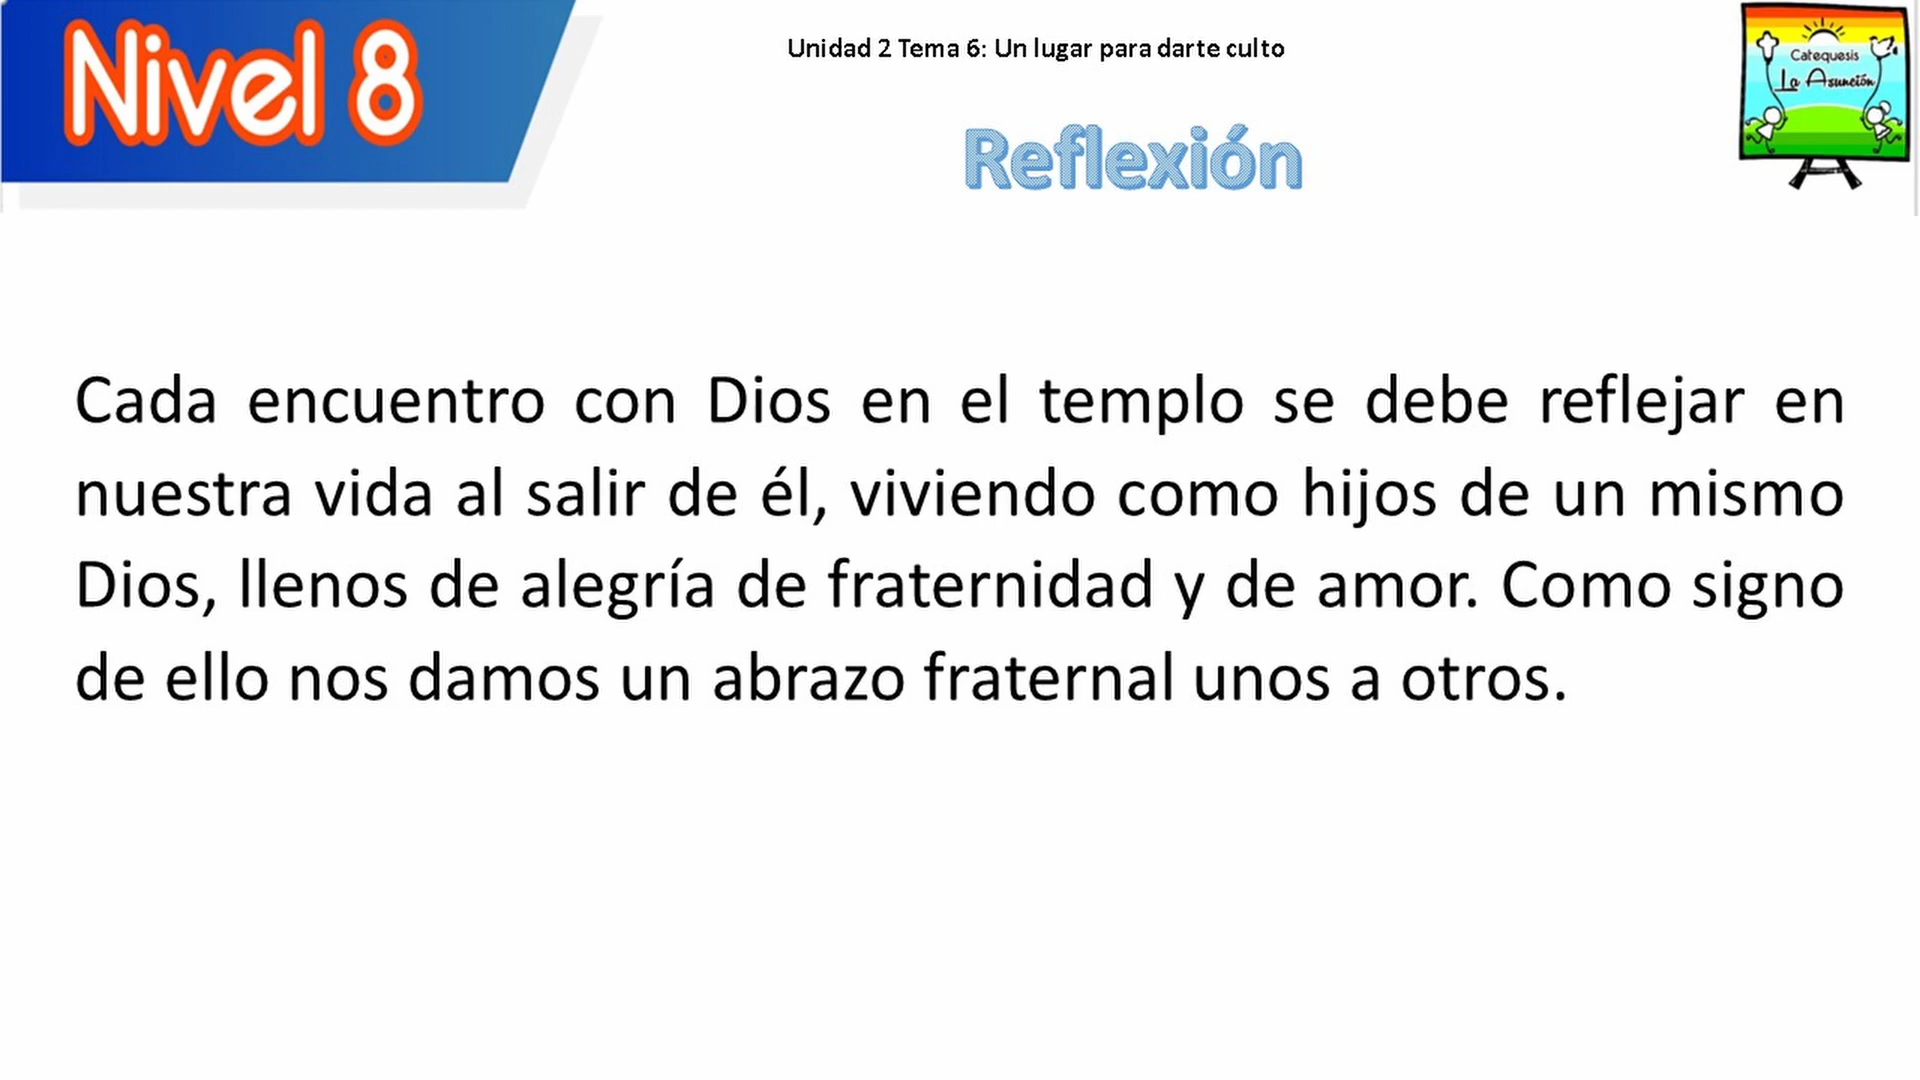 Nivel 8
Unidad 2 Tema 6: Un lugar para darte culto
Catequesis
La Asunción
Reflexión
Cada encuentro con Dios en el templo se debe reflejar en
nuestra vida al salir de él, viviendo como hijos de un mismo
Dios, llenos de alegría de fraternidad y de amor. Como signo
de ello nos damos un abrazo fraternal unos a otros.